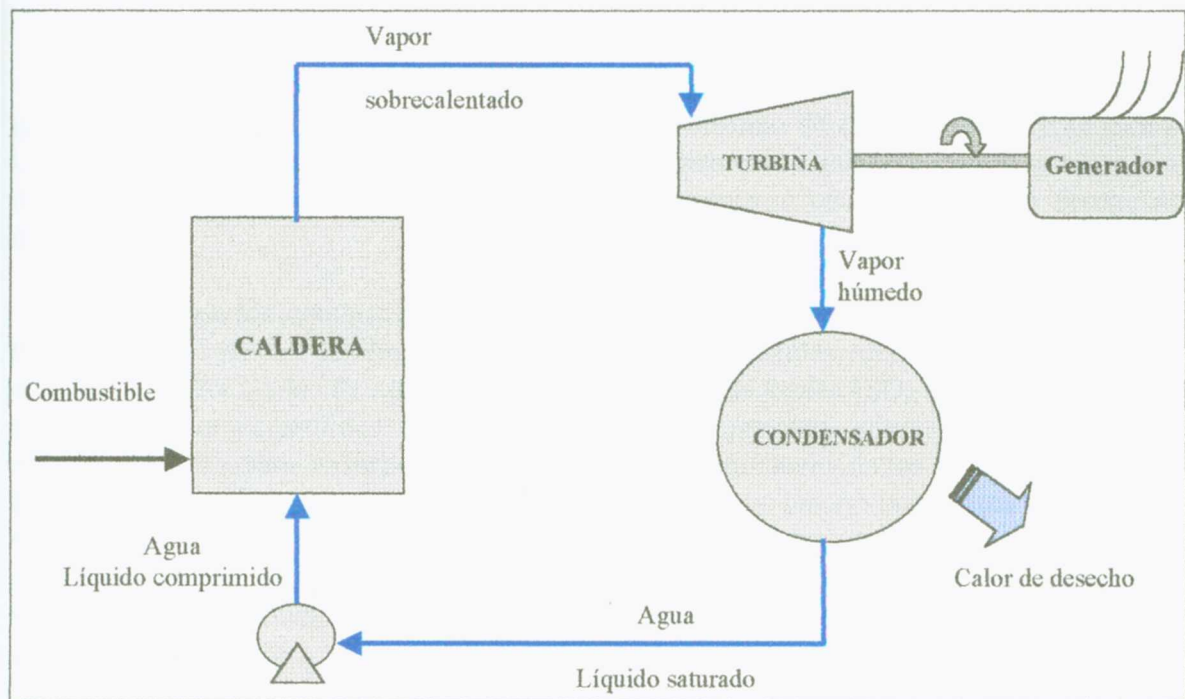 Vapor
sobrecalentado
TURBINA
Generador
Vapor
húmedo
CALDERA
Combustible
CONDENSADOR
Agua
Líquido comprimido
Calor de desecho
Agua
Líquido saturado